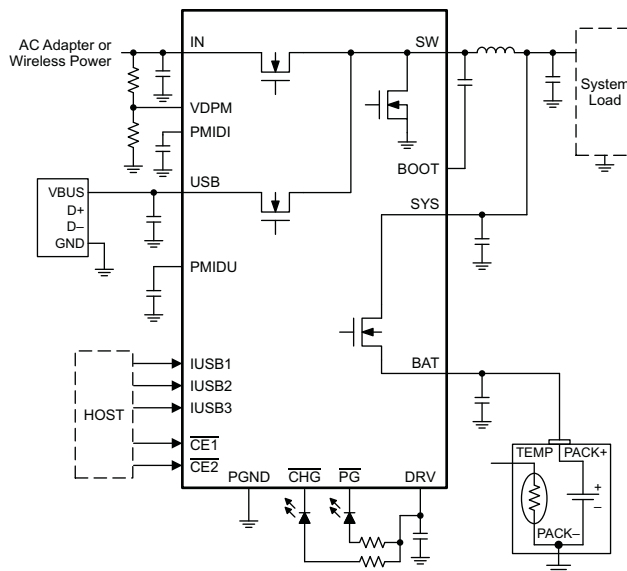 AC Adapter or
Wireless Power
IN
SW
System
Load
VDPM
PMIDI
BOOT
USB
SYS
VBUS
D+
D–
GND
PMIDU
BAT
HOST
IUSB1
IUSB2
IUSB3
CE1
CE2
PGND
CHG
PG
DRV
TEMP
PACK+
+
–
PACK–